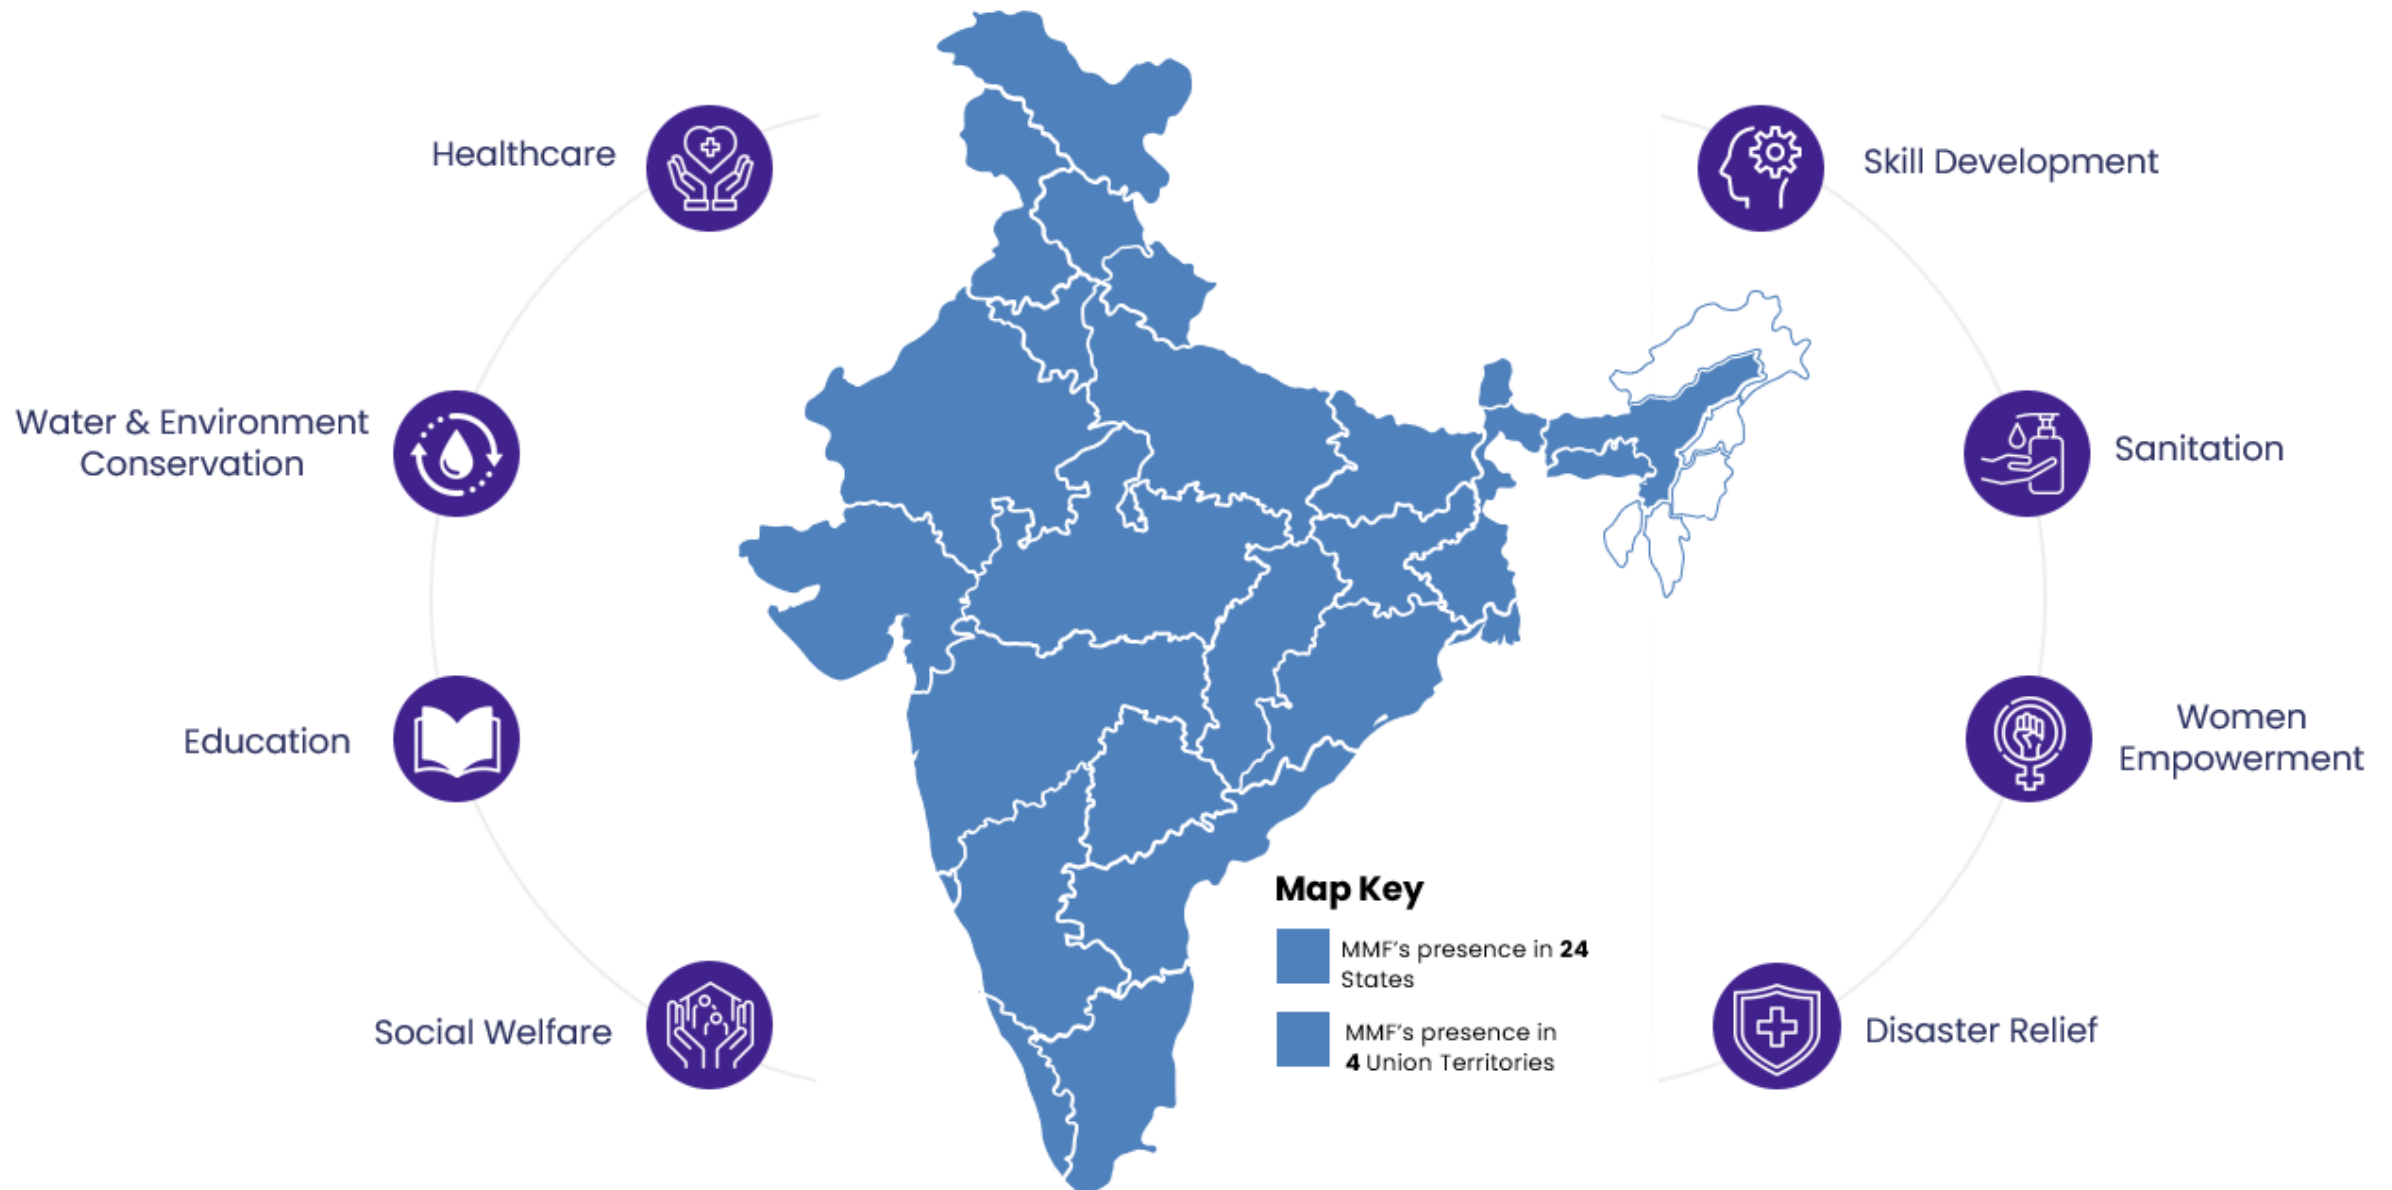 Healthcare
Water & Environment
Conservation
Education
Social Welfare
Skill Development
Sanitation
Women
Empowerment
Disaster Relief
Map Key
MMF's presence in 24
States
MMF's presence in
4 Union Territories